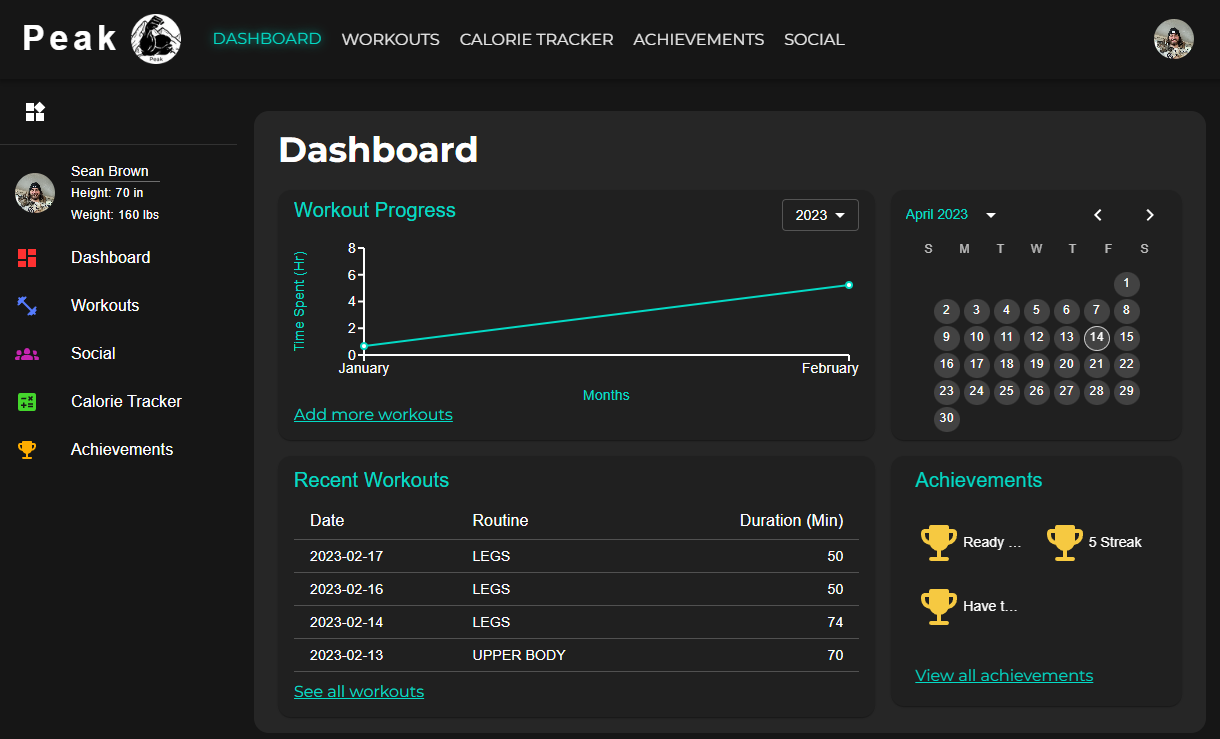 Peak
Peak
DASHBOARD WORKOUTS CALORIE TRACKER ACHIEVEMENTS SOCIAL
Sean Brown
Height: 70 in
Weight: 160 lbs
Dashboard
Workouts
Social
Calorie Tracker
Achievements
Dashboard
Workout Progress
2023
Time Spent (Hr)
8
6
4
2
0
January February
Months
Add more workouts
April 2023
S M T W T F S
1
2 3 4 5 6 7 8
9 10 11 12 13 14 15
16 17 18 19 20 21 22
23 24 25 26 27 28 29
30
Recent Workouts
Date Routine Duration (Min)
2023-02-17 LEGS 50
2023-02-16 LEGS 50
2023-02-14 LEGS 74
2023-02-13 UPPER BODY 70
See all workouts
Achievements
Ready ... 5 Streak
Have t...
View all achievements